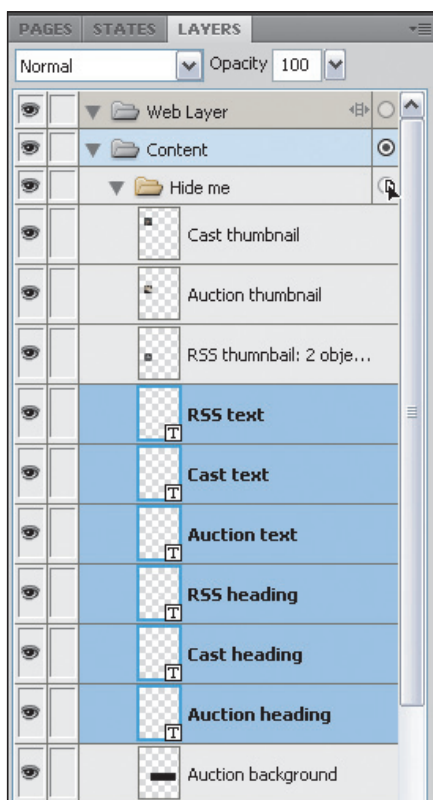 PAGES STATES LAYERS
Normal Opacity 100
Web Layer
Content
Hide me
Cast thumbnail
Auction thumbnail
RSS thumnbail: 2 obje...
RSS text
T
Cast text
T
Auction text
T
RSS heading
T
Cast heading
T
Auction heading
T
Auction background